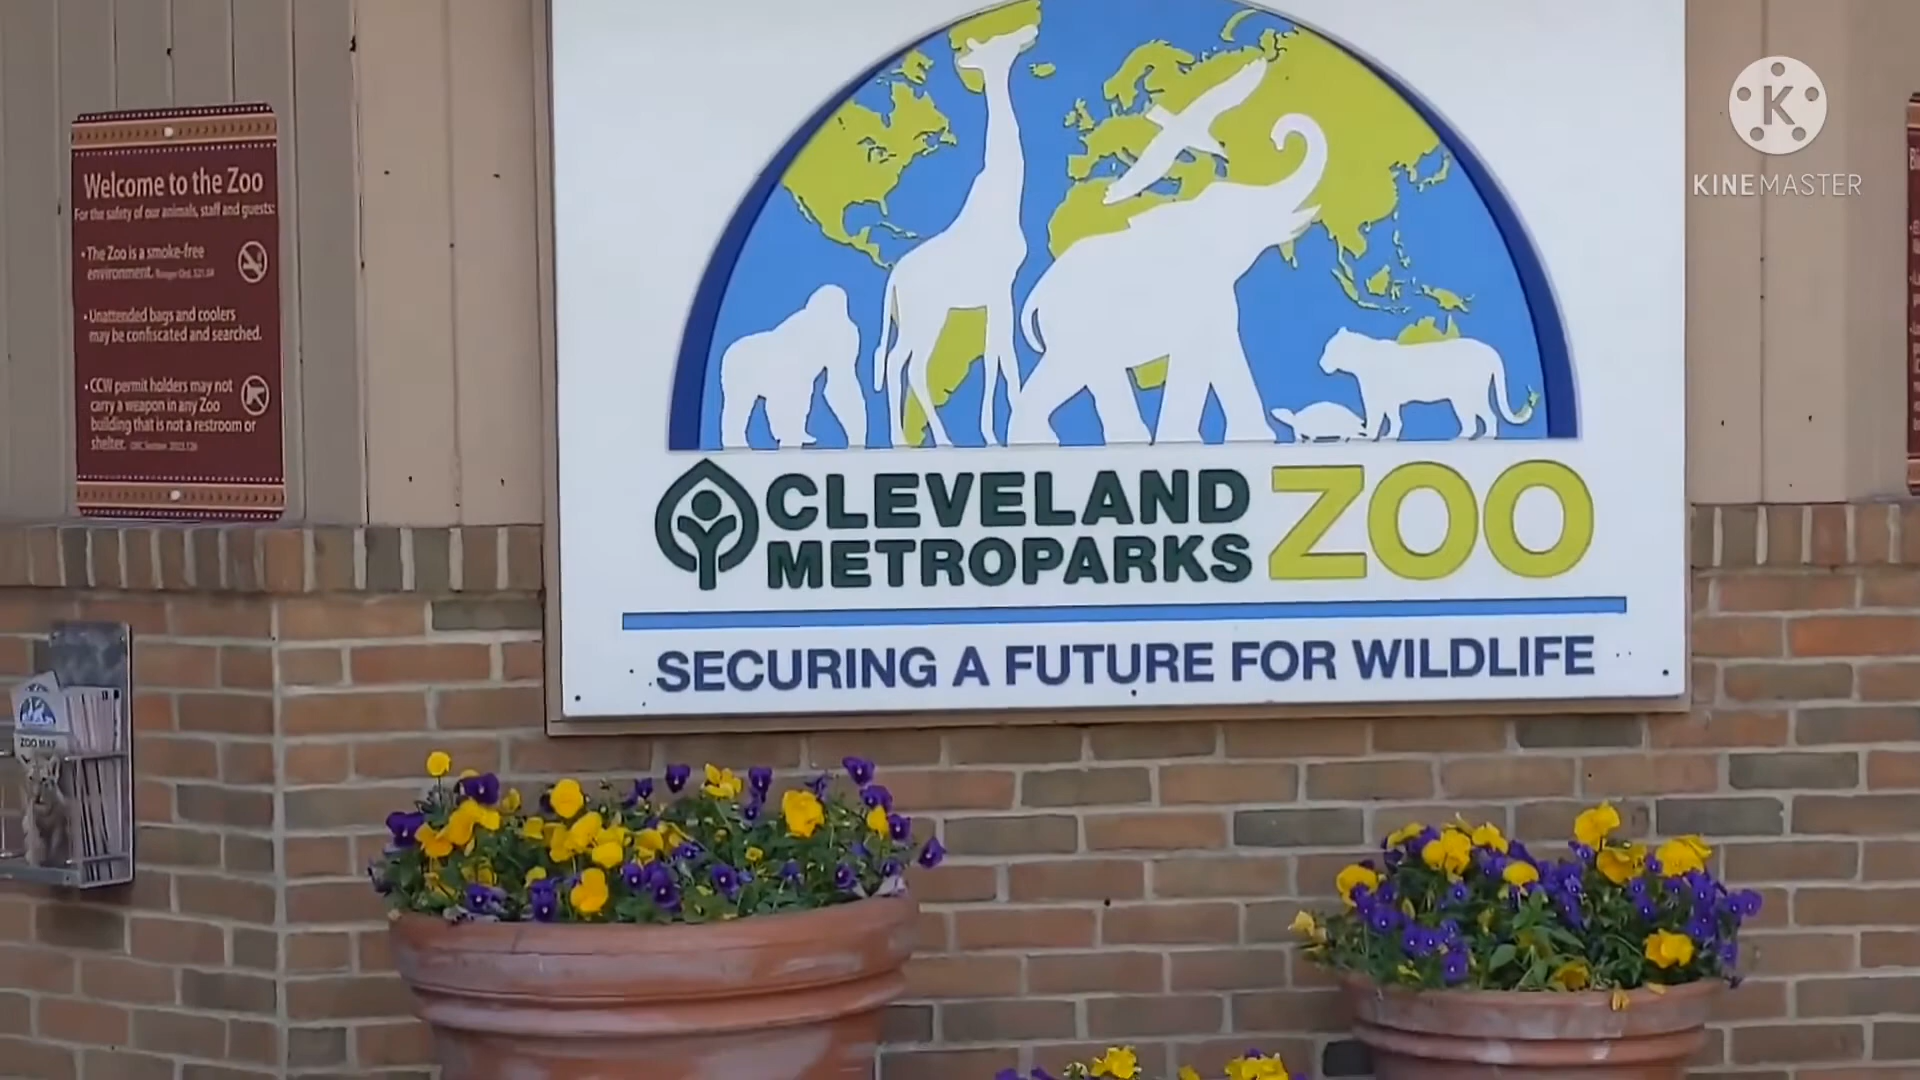 Welcome to the Zoo
For the safety of our animals, staff and guests:
• The Zoo is a smoke-free
environment.
• Unattended bags and coolers
may be confiscated and searched.
• CCW permit holders may not
carry a weapon in any Zoo
building that is not a restroom or
shelter.
CLEVELAND
METROPARKS
ZOO
SECURING A FUTURE FOR WILDLIFE
ZOO MAP
K
KINEMASTER